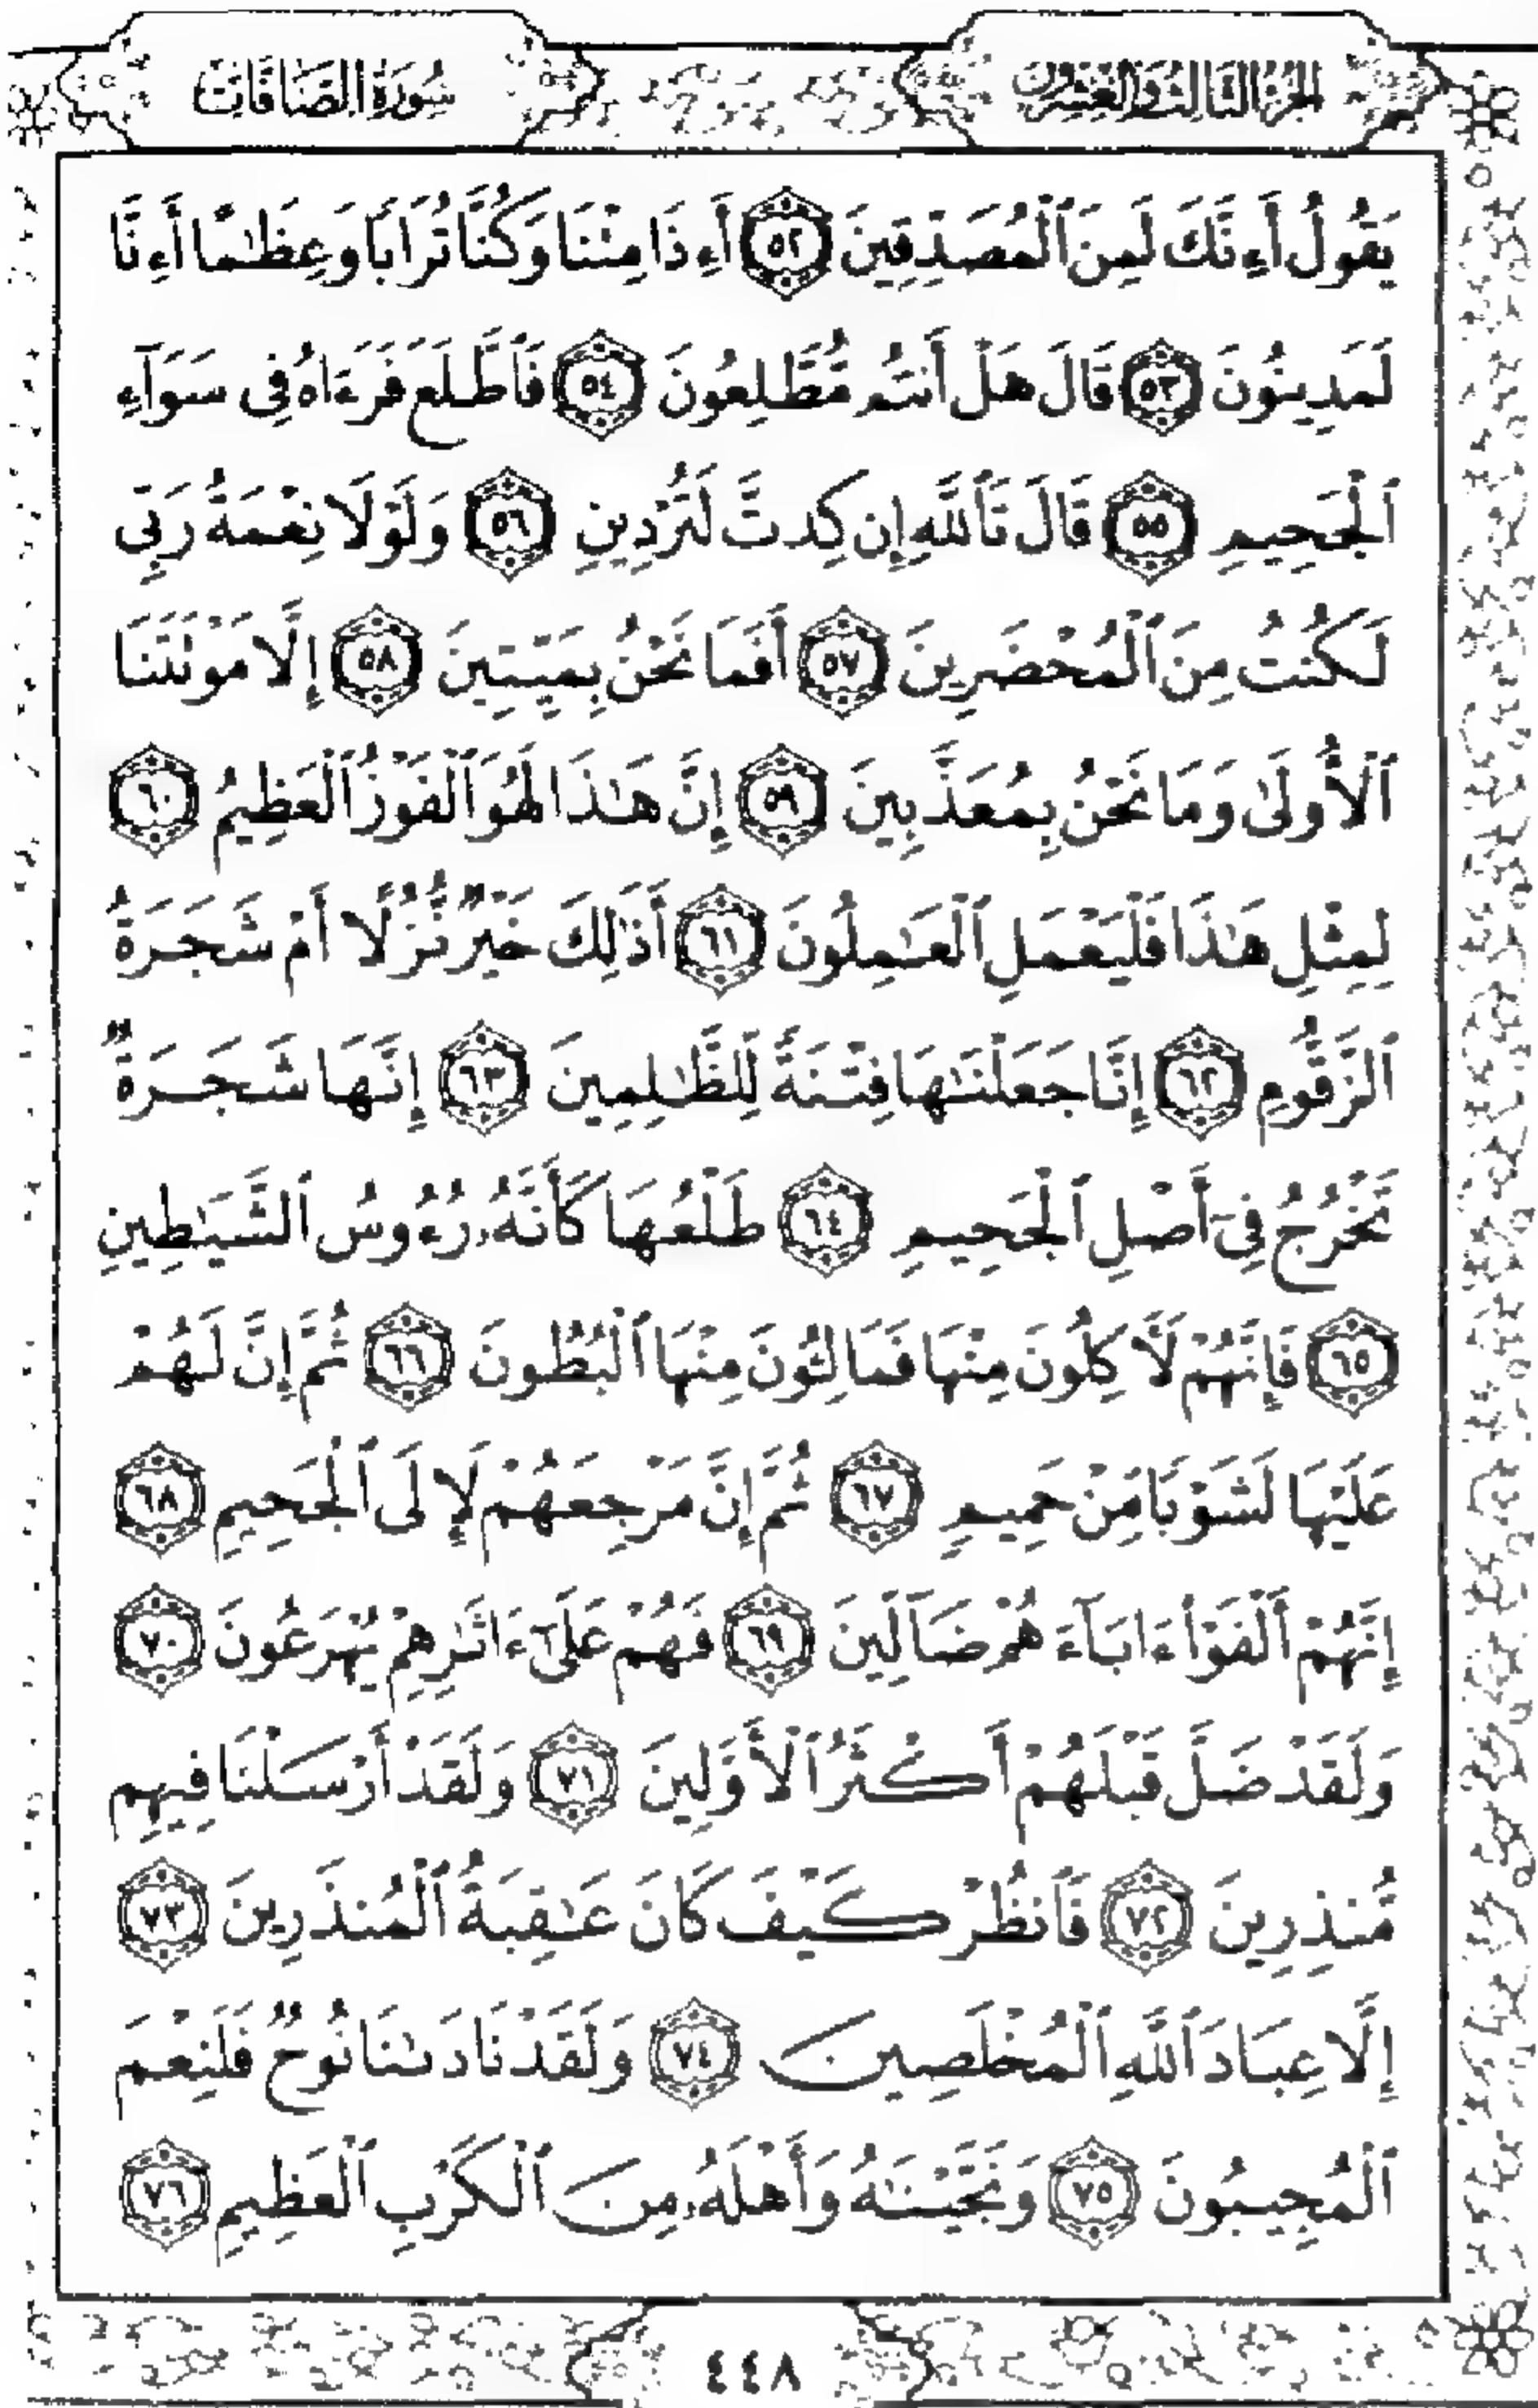 الجزء الثالث والعشرون
سورة الصافات
يَقُولُ أَءِنَّكَ لَمِنَ ٱلْمُصَدِّقِينَ ٥٢ أَءِذَا مِتْنَا وَكُنَّا تُرَابًا وَعِظَٰمًا أَءِنَّا
لَمَدِينُونَ ٥٣ قَالَ هَلْ أَنتُم مُّطَّلِعُونَ ٥٤ فَٱطَّلَعَ فَرَءَاهُ فِى سَوَآءِ
ٱلْجَحِيمِ ٥٥ قَالَ تَٱللَّهِ إِن كِدتَّ لَتُرْدِينِ ٥٦ وَلَوْلَا نِعْمَةُ رَبِّى
لَكُنتُ مِنَ ٱلْمُحْضَرِينَ ٥٧ أَفَمَا نَحْنُ بِمَيِّتِينَ ٥٨ إِلَّا مَوْتَتَنَا
ٱلْأُولَىٰ وَمَا نَحْنُ بِمُعَذَّبِينَ ٥٩ إِنَّ هَٰذَا لَهُوَ ٱلْفَوْزُ ٱلْعَظِيمُ ٦٠
لِمِثْلِ هَٰذَا فَلْيَعْمَلِ ٱلْعَٰمِلُونَ ٦١ أَذَٰلِكَ خَيْرٌ نُّزُلًا أَمْ شَجَرَةُ
ٱلزَّقُّومِ ٦٢ إِنَّا جَعَلْنَٰهَا فِتْنَةً لِّلظَّٰلِمِينَ ٦٣ إِنَّهَا شَجَرَةٌ
تَخْرُجُ فِىٓ أَصْلِ ٱلْجَحِيمِ ٦٤ طَلْعُهَا كَأَنَّهُۥ رُءُوسُ ٱلشَّيَٰطِينِ
٦٥ فَإِنَّهُمْ لَءَاكِلُونَ مِنْهَا فَمَالِـُٔونَ مِنْهَا ٱلْبُطُونَ ٦٦ ثُمَّ إِنَّ لَهُمْ
عَلَيْهَا لَشَوْبًا مِّنْ حَمِيمٍ ٦٧ ثُمَّ إِنَّ مَرْجِعَهُمْ لَإِلَى ٱلْجَحِيمِ ٦٨
إِنَّهُمْ أَلْفَوْا۟ ءَابَآءَهُمْ ضَآلِّينَ ٦٩ فَهُمْ عَلَىٰٓ ءَاثَٰرِهِمْ يُهْرَعُونَ ٧٠
وَلَقَدْ ضَلَّ قَبْلَهُمْ أَكْثَرُ ٱلْأَوَّلِينَ ٧١ وَلَقَدْ أَرْسَلْنَا فِيهِم
مُّنذِرِينَ ٧٢ فَٱنظُرْ كَيْفَ كَانَ عَٰقِبَةُ ٱلْمُنذَرِينَ ٧٣
إِلَّا عِبَادَ ٱللَّهِ ٱلْمُخْلَصِينَ ٧٤ وَلَقَدْ نَادَىٰنَا نُوحٌ فَلَنِعْمَ
ٱلْمُجِيبُونَ ٧٥ وَنَجَّيْنَٰهُ وَأَهْلَهُۥ مِنَ ٱلْكَرْبِ ٱلْعَظِيمِ ٧٦
٤٤٨